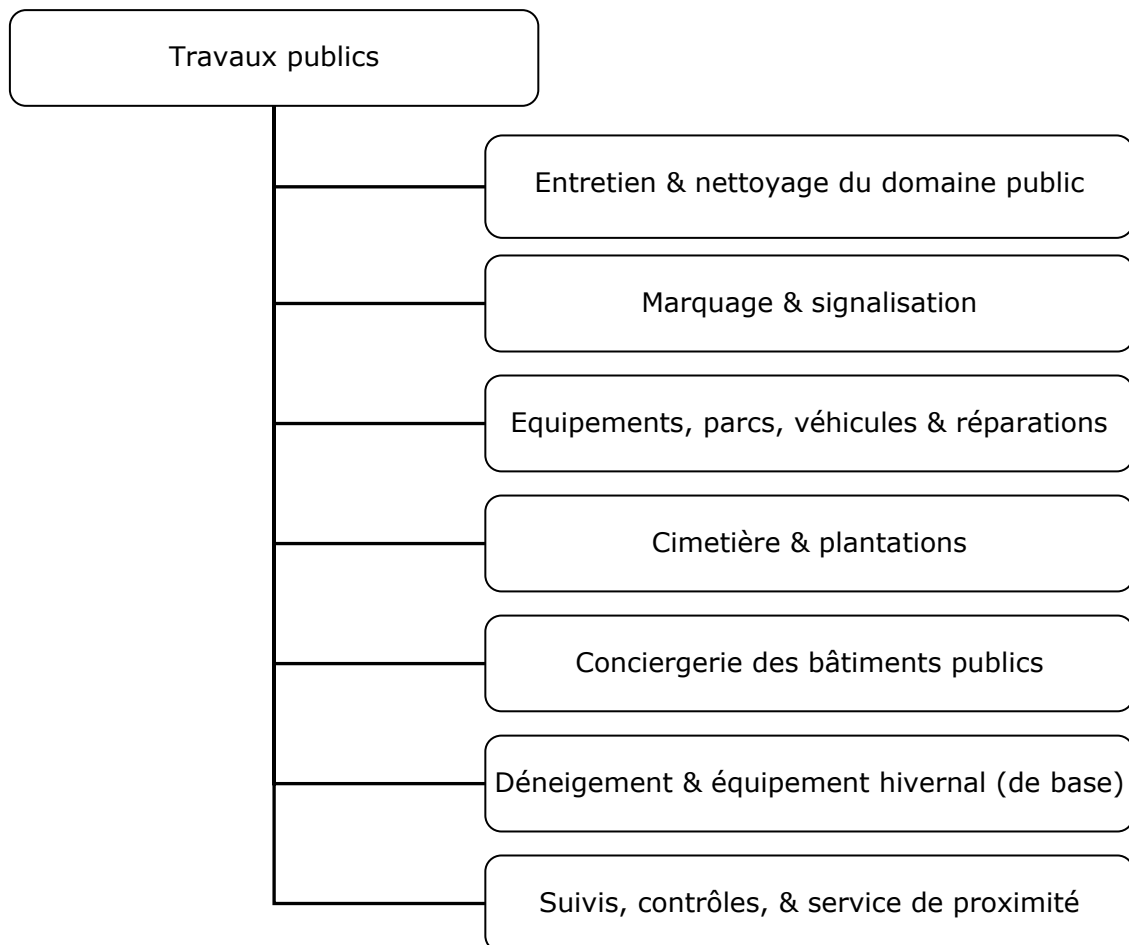 Travaux publics
Entretien & nettoyage du domaine public
Marquage & signalisation
Equipements, parcs, véhicules & réparations
Cimetière & plantations
Conciergerie des bâtiments publics
Déneigement & équipement hivernal (de base)
Suivis, contrôles, & service de proximité